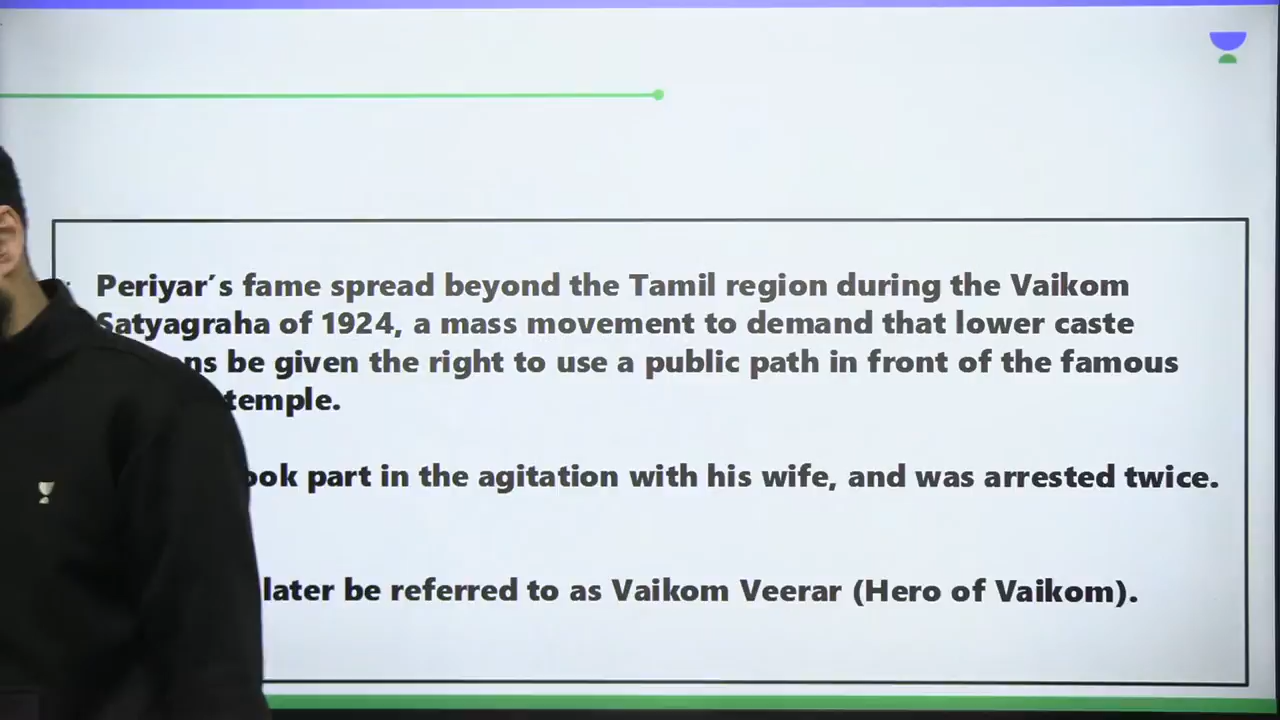 Periyar's fame spread beyond the Tamil region during the Vaikom
Satyagraha of 1924, a mass movement to demand that lower caste
be given the right to use a public path in front of the famous
temple.
part in the agitation with his wife, and was arrested twice.
later be referred to as Vaikom Veerar (Hero of Vaikom).